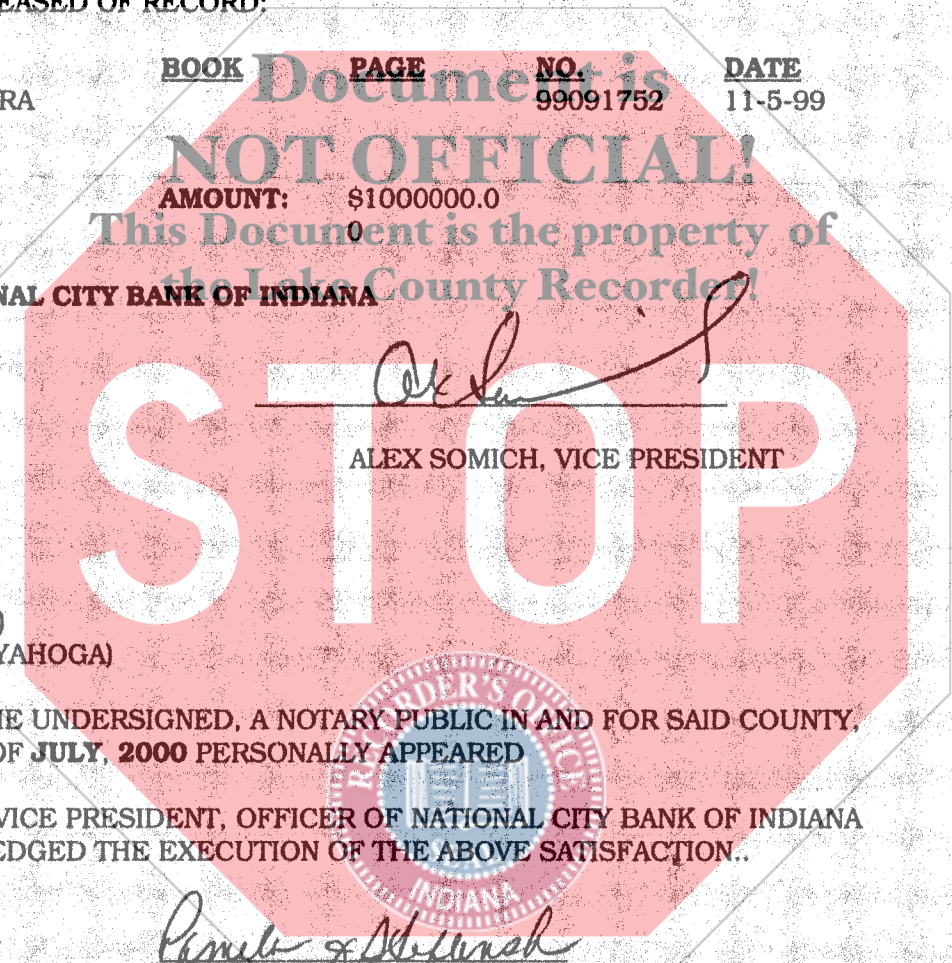 EASED OF RECORD:
BOOK PAGE NO. DATE
RA 99091752 11-5-99
Document is
NOT OFFICIAL!
AMOUNT: $1000000.0
0
This Document is the property of
the Lake County Recorder!
NAL CITY BANK OF INDIANA
ALEX SOMICH, VICE PRESIDENT
STOP
)
YAHOGA)
HE UNDERSIGNED, A NOTARY PUBLIC IN AND FOR SAID COUNTY,
OF JULY, 2000 PERSONALLY APPEARED
VICE PRESIDENT, OFFICER OF NATIONAL CITY BANK OF INDIANA
EDGED THE EXECUTION OF THE ABOVE SATISFACTION..
RECORDER'S OFFICE
SEAL
INDIANA
Pamela